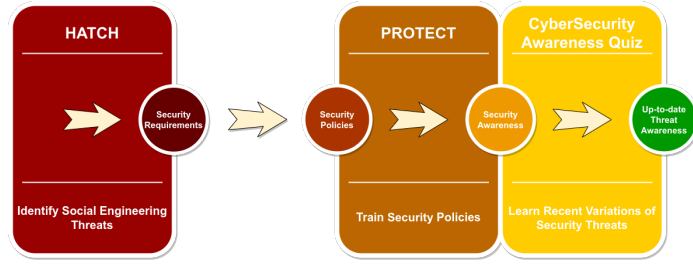 HATCH
PROTECT
CyberSecurity
Awareness Quiz
Security
Requirements
Security
Policies
Security
Awareness
Up-to-date
Threat
Awareness
Identify Social Engineering
Threats
Train Security Policies
Learn Recent Variations of
Security Threats